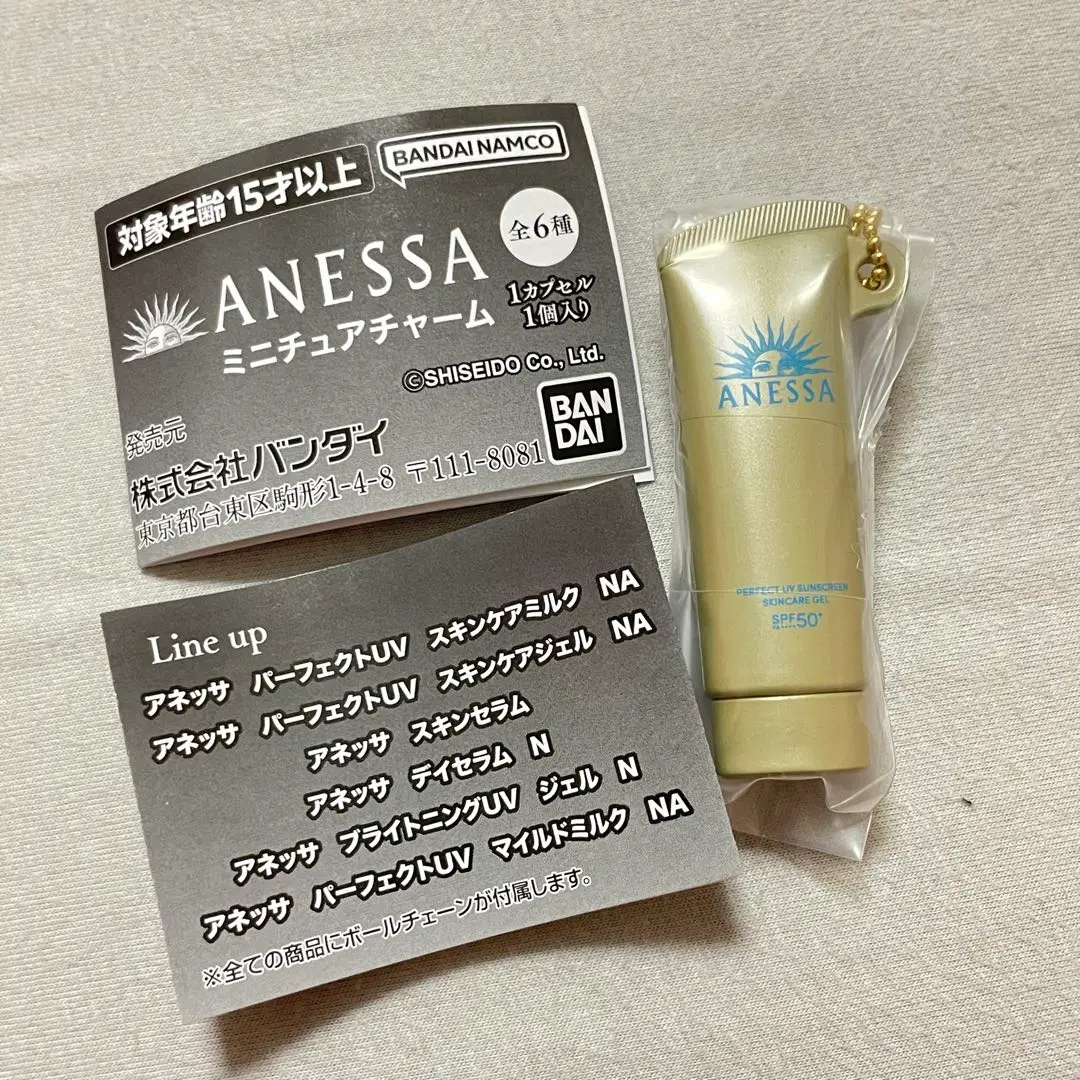 対象年齢15才以上
BANDAI NAMCO
ANESSA
全6種
ミニチュアチャーム
1カプセル
1個入り
©SHISEIDO Co., Ltd.
発売元
株式会社バンダイ
BAN
DAI
東京都台東区駒形1-4-8 〒111-8081
Line up
アネッサ パーフェクトUV スキンケアミルク NA
アネッサ パーフェクトUV スキンケアジェル NA
アネッサ スキンセラム
アネッサ デイセラム N
アネッサ ブライトニングUV ジェル N
アネッサ パーフェクトUV マイルドミルク NA
※全ての商品にボールチェーンが付属します。
ANESSA
PERFECT UV SUNSCREEN
SKINCARE GEL
SPF50+